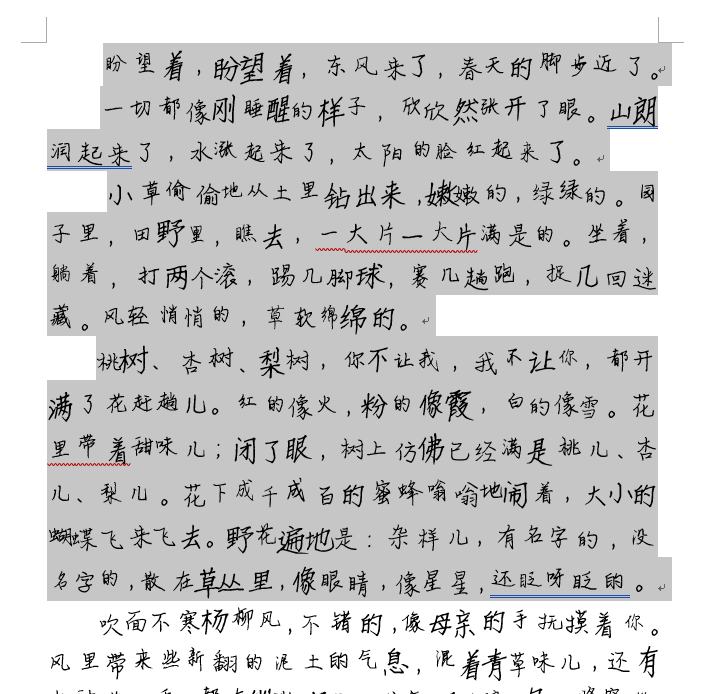 盼望着，盼望着，东风来了，春天的脚步近了。
一切都像刚睡醒的样子，欣欣然张开了眼。山朗
润起来了，水涨起来了，太阳的脸红起来了。
小草偷偷地从土里钻出来，嫩嫩的，绿绿的。园
子里，田野里，瞧去，一大片一大片满是的。坐着，
躺着，打两个滚，踢几脚球，赛几趟跑，捉几回迷
藏。风轻悄悄的，草软绵绵的。
桃树、杏树、梨树，你不让我，我不让你，都开
满了花赶趟儿。红的像火，粉的像霞，白的像雪。花
里带着甜味儿；闭了眼，树上仿佛已经满是桃儿、杏
儿、梨儿。花下成千成百的蜜蜂嗡嗡地闹着，大小的
蝴蝶飞来飞去。野花遍地是：杂样儿，有名字的，没
名字的，散在草丛里，像眼睛，像星星，还眨呀眨的。
吹面不寒杨柳风，不错的，像母亲的手抚摸着你。
风里带来些新翻的泥土的气息，混着青草味儿，还有